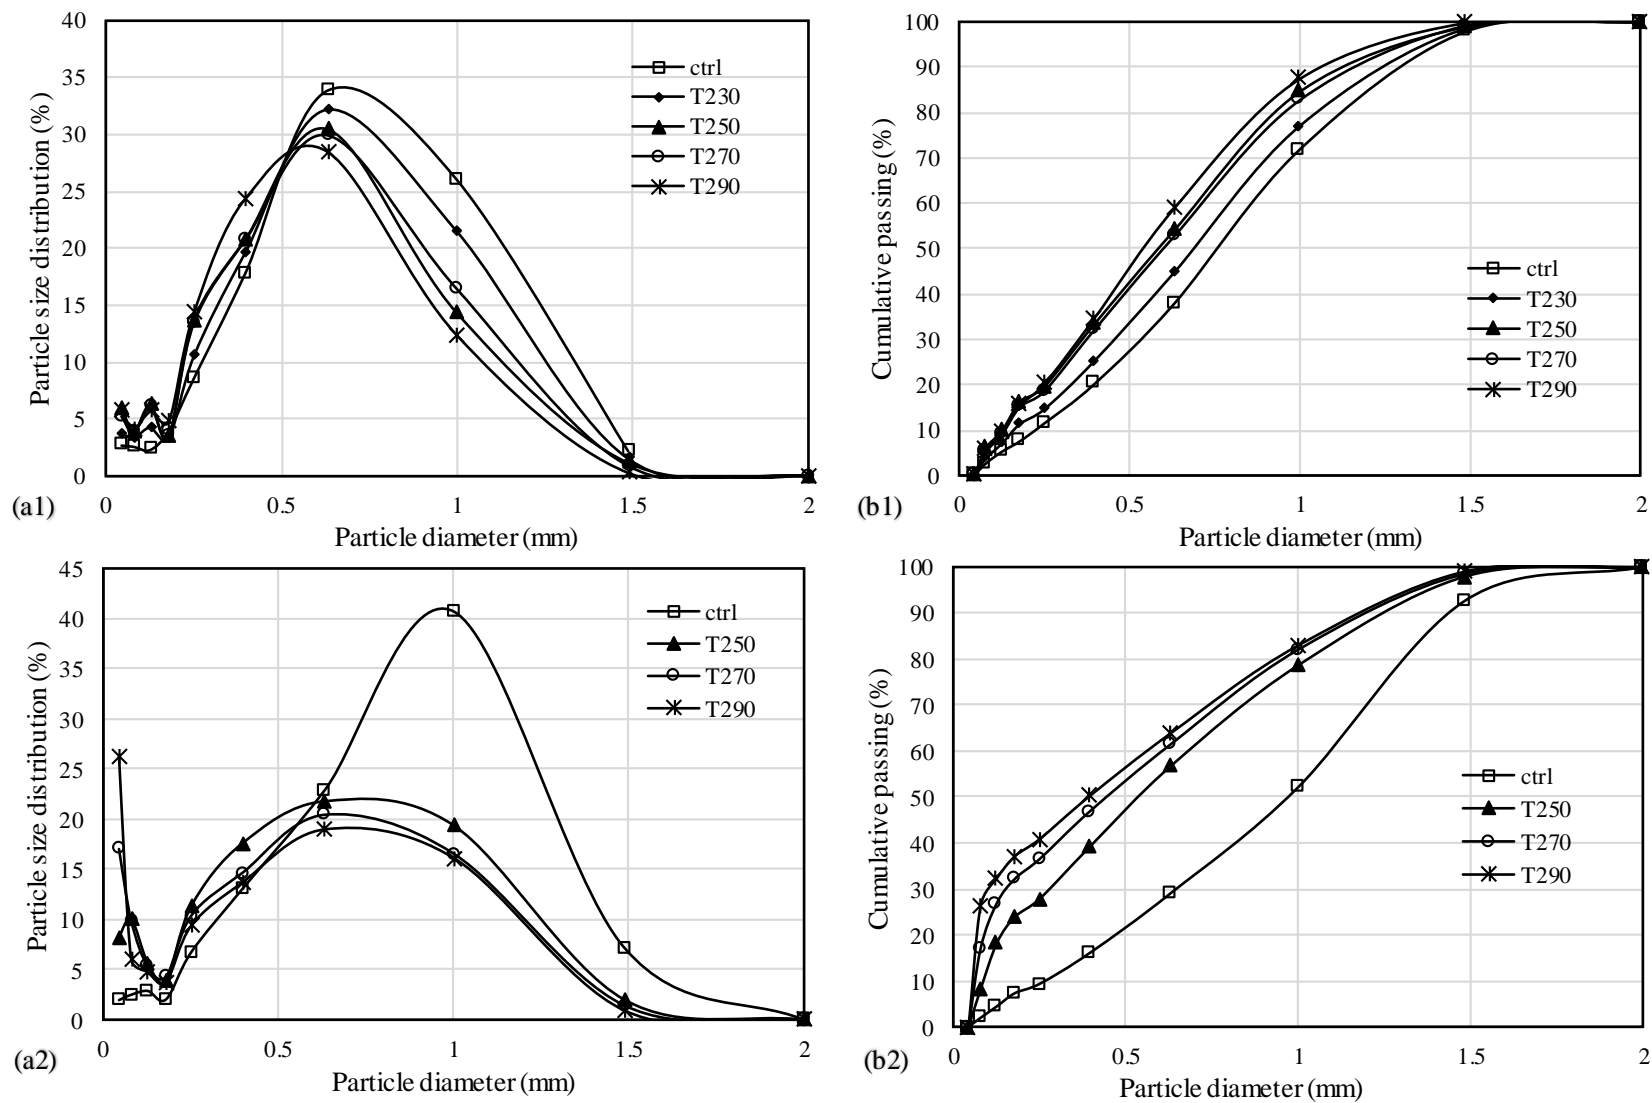 40
35
30
25
20
15
10
5
0
Particle size distribution (%)
ctrl
T230
T250
T270
T290
0 0.5 1 1.5 2
(a1)
Particle diameter (mm)
100
90
80
70
60
50
40
30
20
10
0
Cumulative passing (%)
ctrl
T230
T250
T270
T290
0 0.5 1 1.5 2
(b1)
Particle diameter (mm)
45
40
35
30
25
20
15
10
5
0
Particle size distribution (%)
ctrl
T250
T270
T290
0 0.5 1 1.5 2
(a2)
Particle diameter (mm)
100
90
80
70
60
50
40
30
20
10
0
Cumulative passing (%)
ctrl
T250
T270
T290
0 0.5 1 1.5 2
(b2)
Particle diameter (mm)